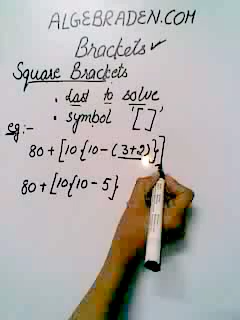 ALGEBRADEN.COM
Brackets ✓
Square Brackets
• Last to solve
• symbol '[ ]'
eg:-
80 + [10{10 - (3+2)}]
80 + [10{10 - 5}